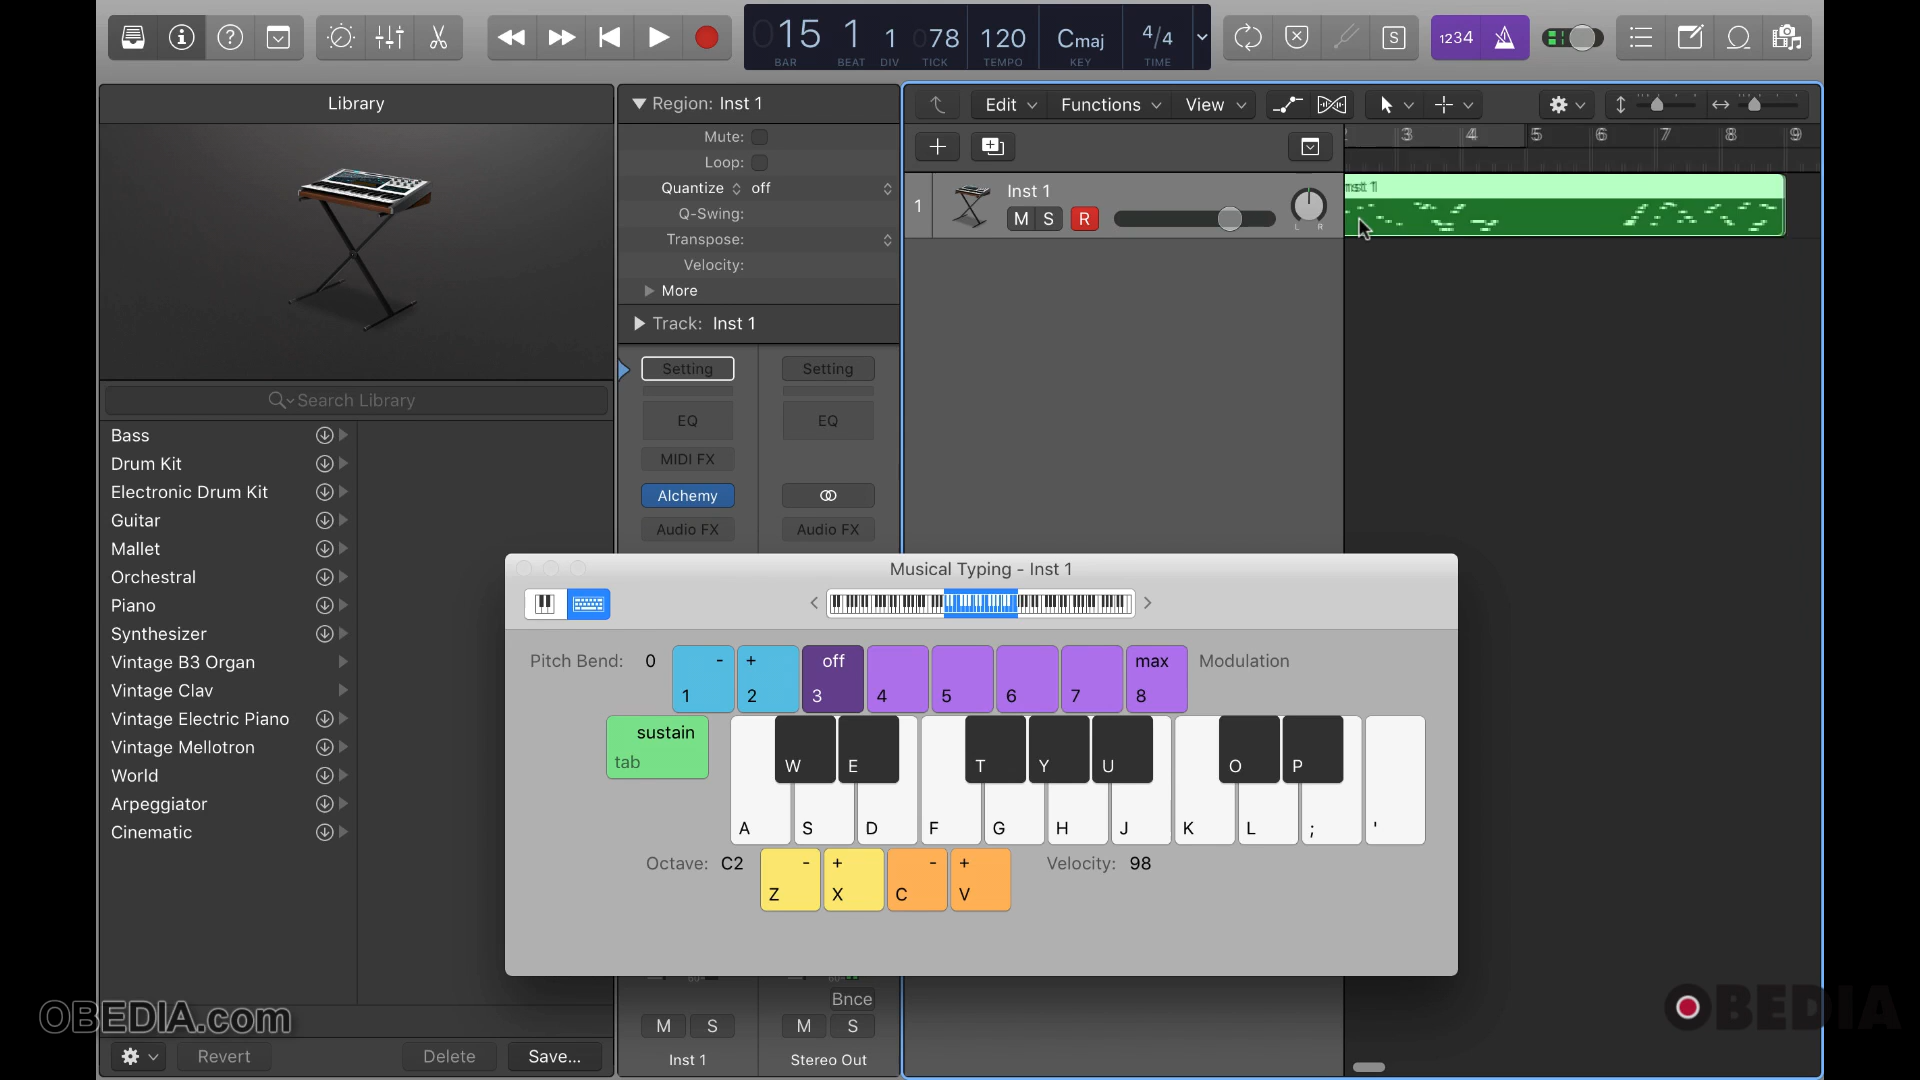 015 1 1 078 120 Cmaj 4/4
BAR BEAT DIV TICK TEMPO KEY TIME
1234
S
Library
Region: Inst 1
Edit Functions View
Mute:
Loop:
Quantize off
Q-Swing:
Transpose:
Velocity:
More
Track: Inst 1
3 4 5 6 7 8 9
1 Inst 1
M S R
L R
Setting Setting
EQ EQ
MIDI FX
Alchemy
Audio FX Audio FX
Search Library
Bass
Drum Kit
Electronic Drum Kit
Guitar
Mallet
Orchestral
Piano
Synthesizer
Vintage B3 Organ
Vintage Clav
Vintage Electric Piano
Vintage Mellotron
World
Arpeggiator
Cinematic
Musical Typing - Inst 1
Pitch Bend: 0 - + off max Modulation
1 2 3 4 5 6 7 8
sustain
tab
W E T Y U O P
A S D F G H J K L ; '
Octave: C2 - + - + Velocity: 98
Z X C V
Bnce
M S M S
Inst 1 Stereo Out
Revert Delete Save...
OBEDIA.com
OBEDIA